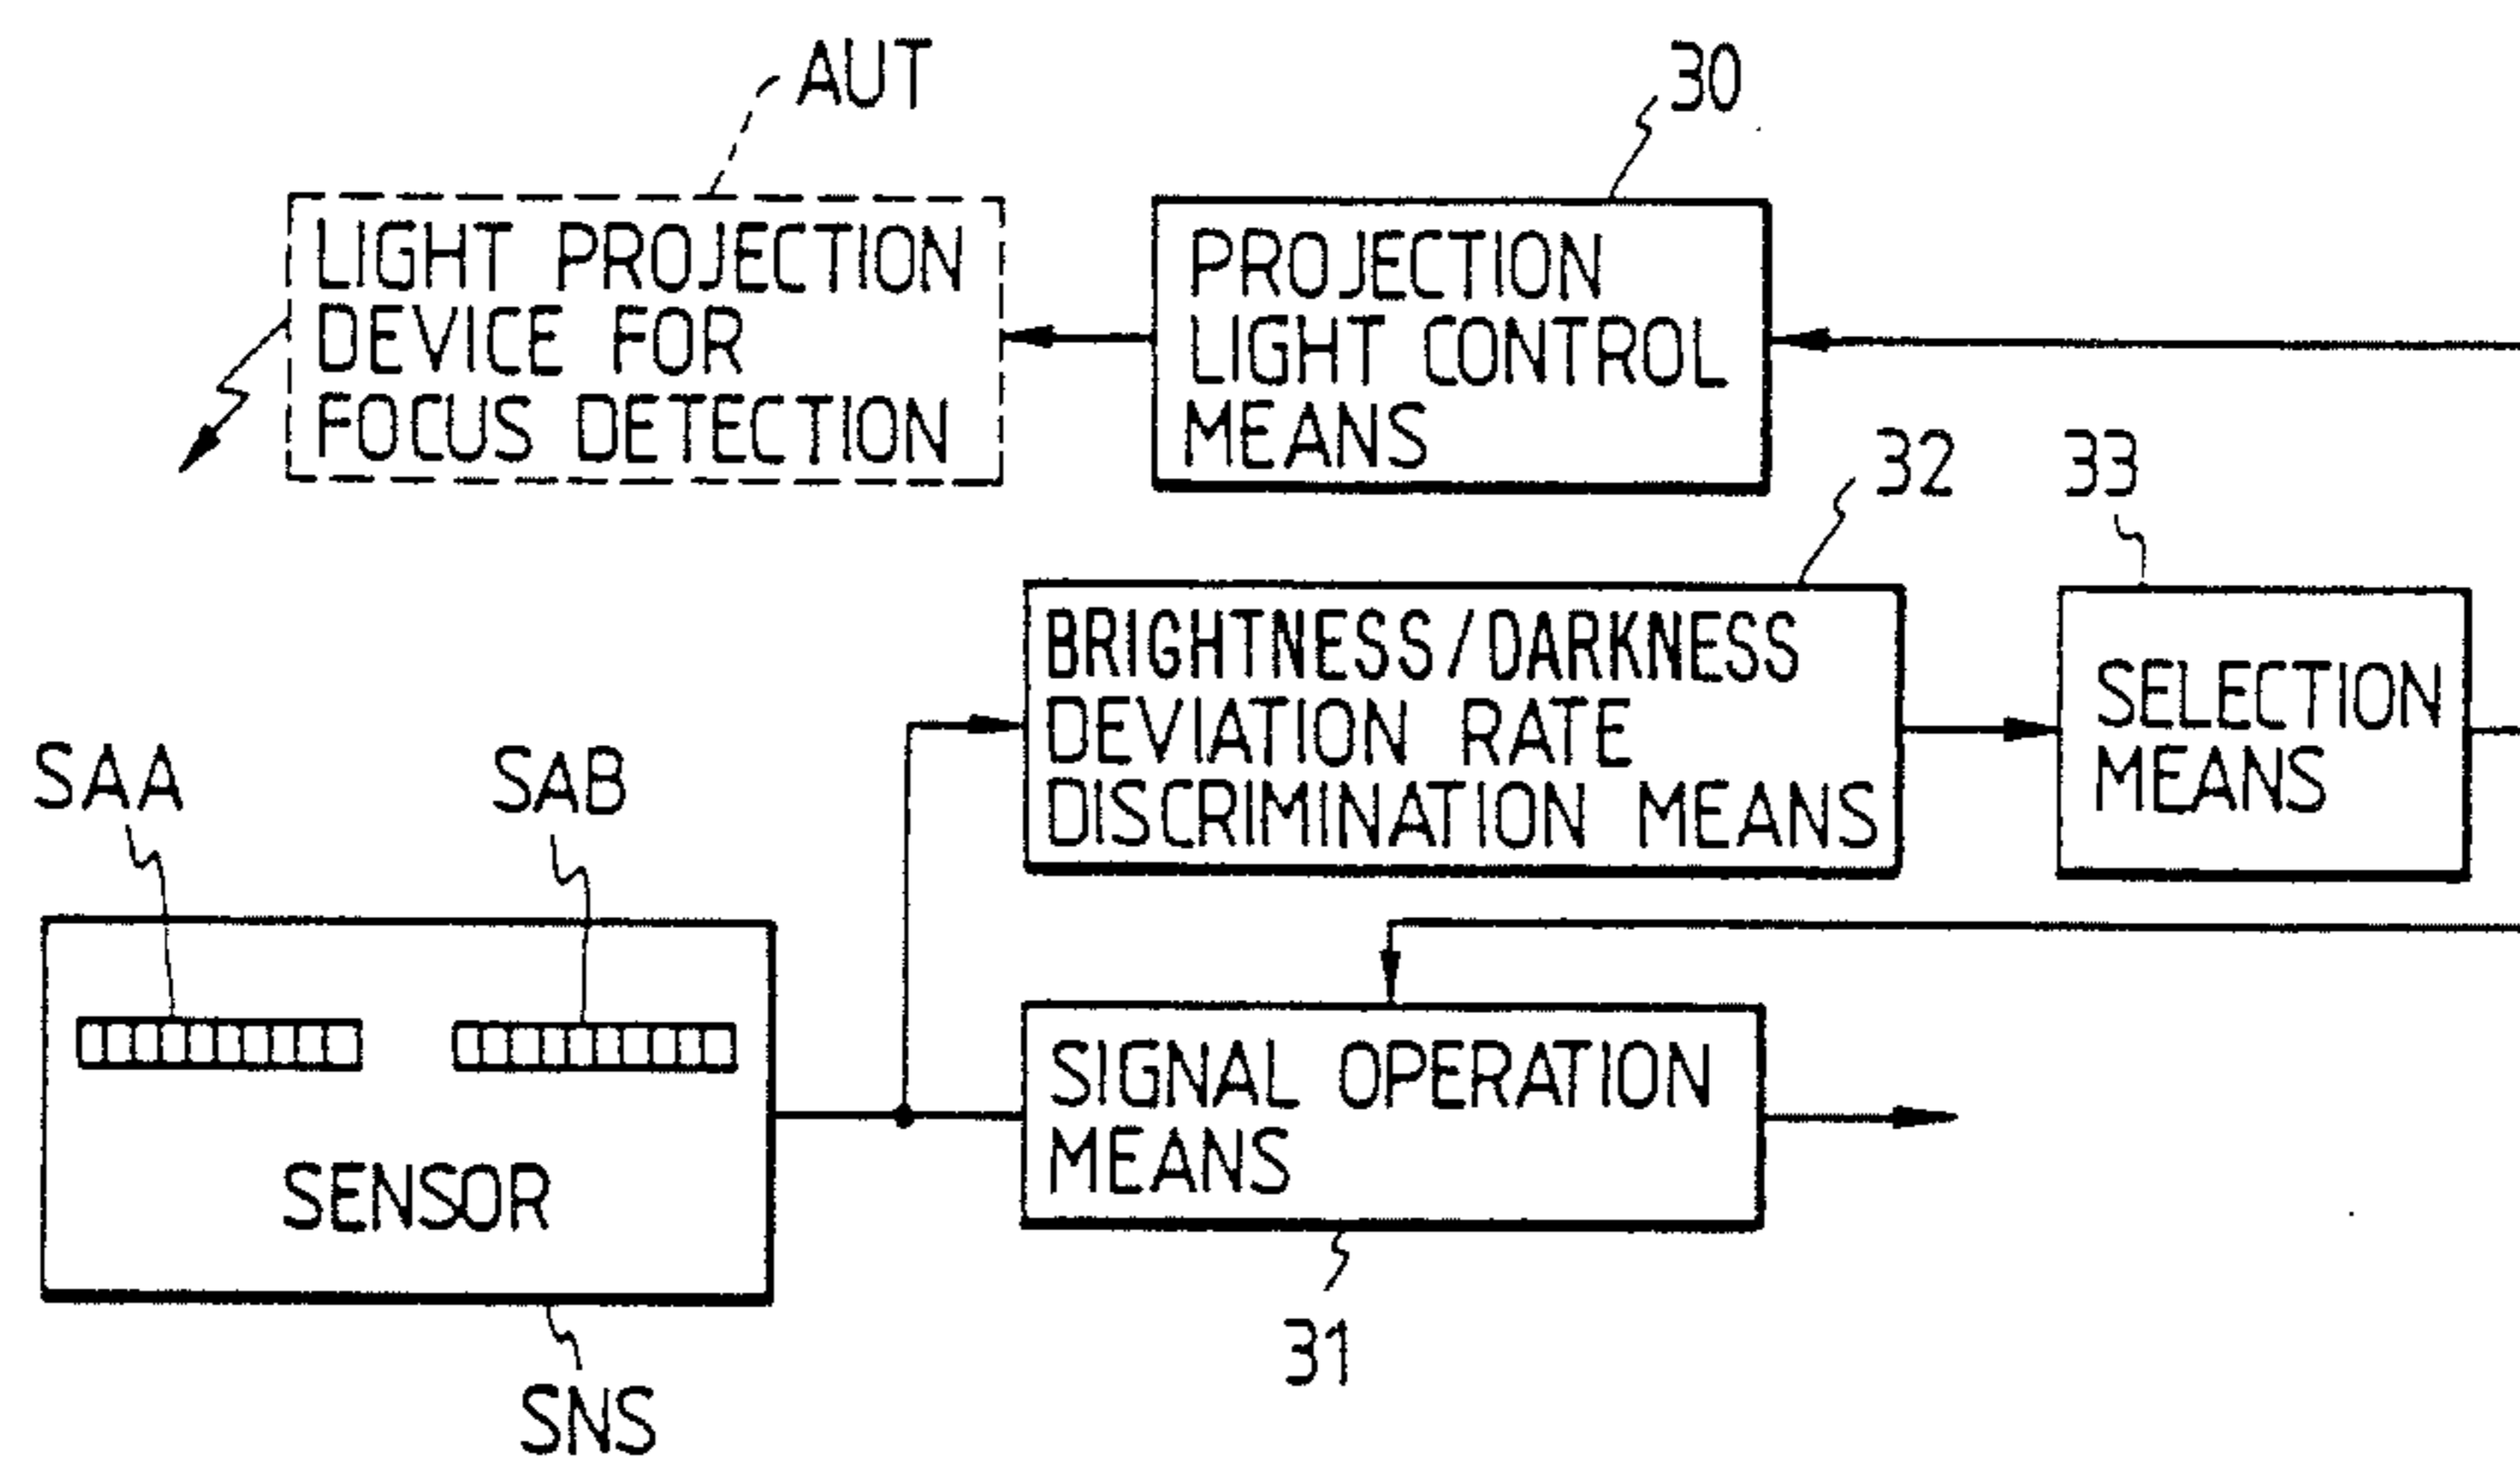 AUT
30
LIGHT PROJECTION
DEVICE FOR
FOCUS DETECTION
PROJECTION
LIGHT CONTROL
MEANS
32
33
BRIGHTNESS/DARKNESS
DEVIATION RATE
DISCRIMINATION MEANS
SELECTION
MEANS
SAA
SAB
SENSOR
SIGNAL OPERATION
MEANS
31
SNS